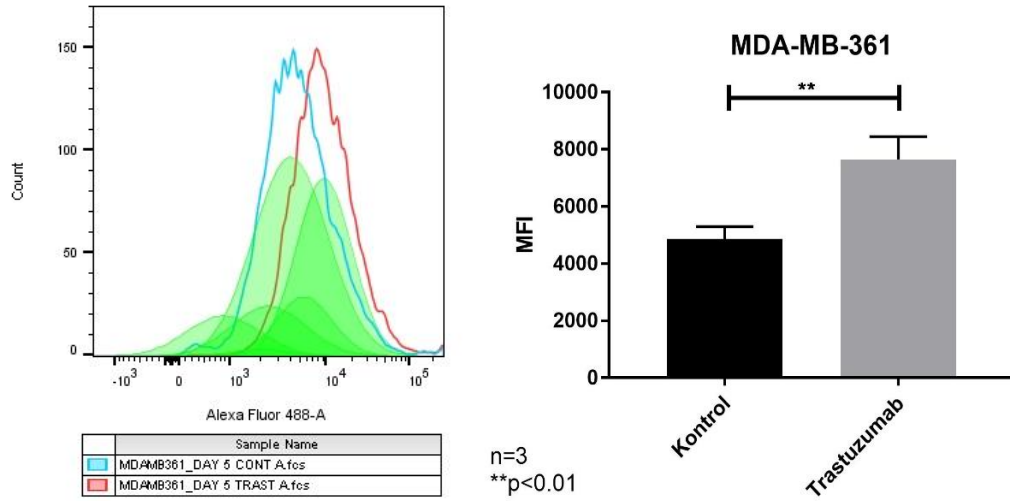 150
100
50
0
Count
-10³ 0 10³ 10⁴ 10⁵
Alexa Fluor 488-A
Sample Name
MDAMB361_DAY 5 CONT A.fcs
MDAMB361_DAY 5 TRAST A.fcs
MDA-MB-361
**
10000
8000
6000
4000
2000
0
MFI
Kontrol
Trastuzumab
n=3
**p<0.01